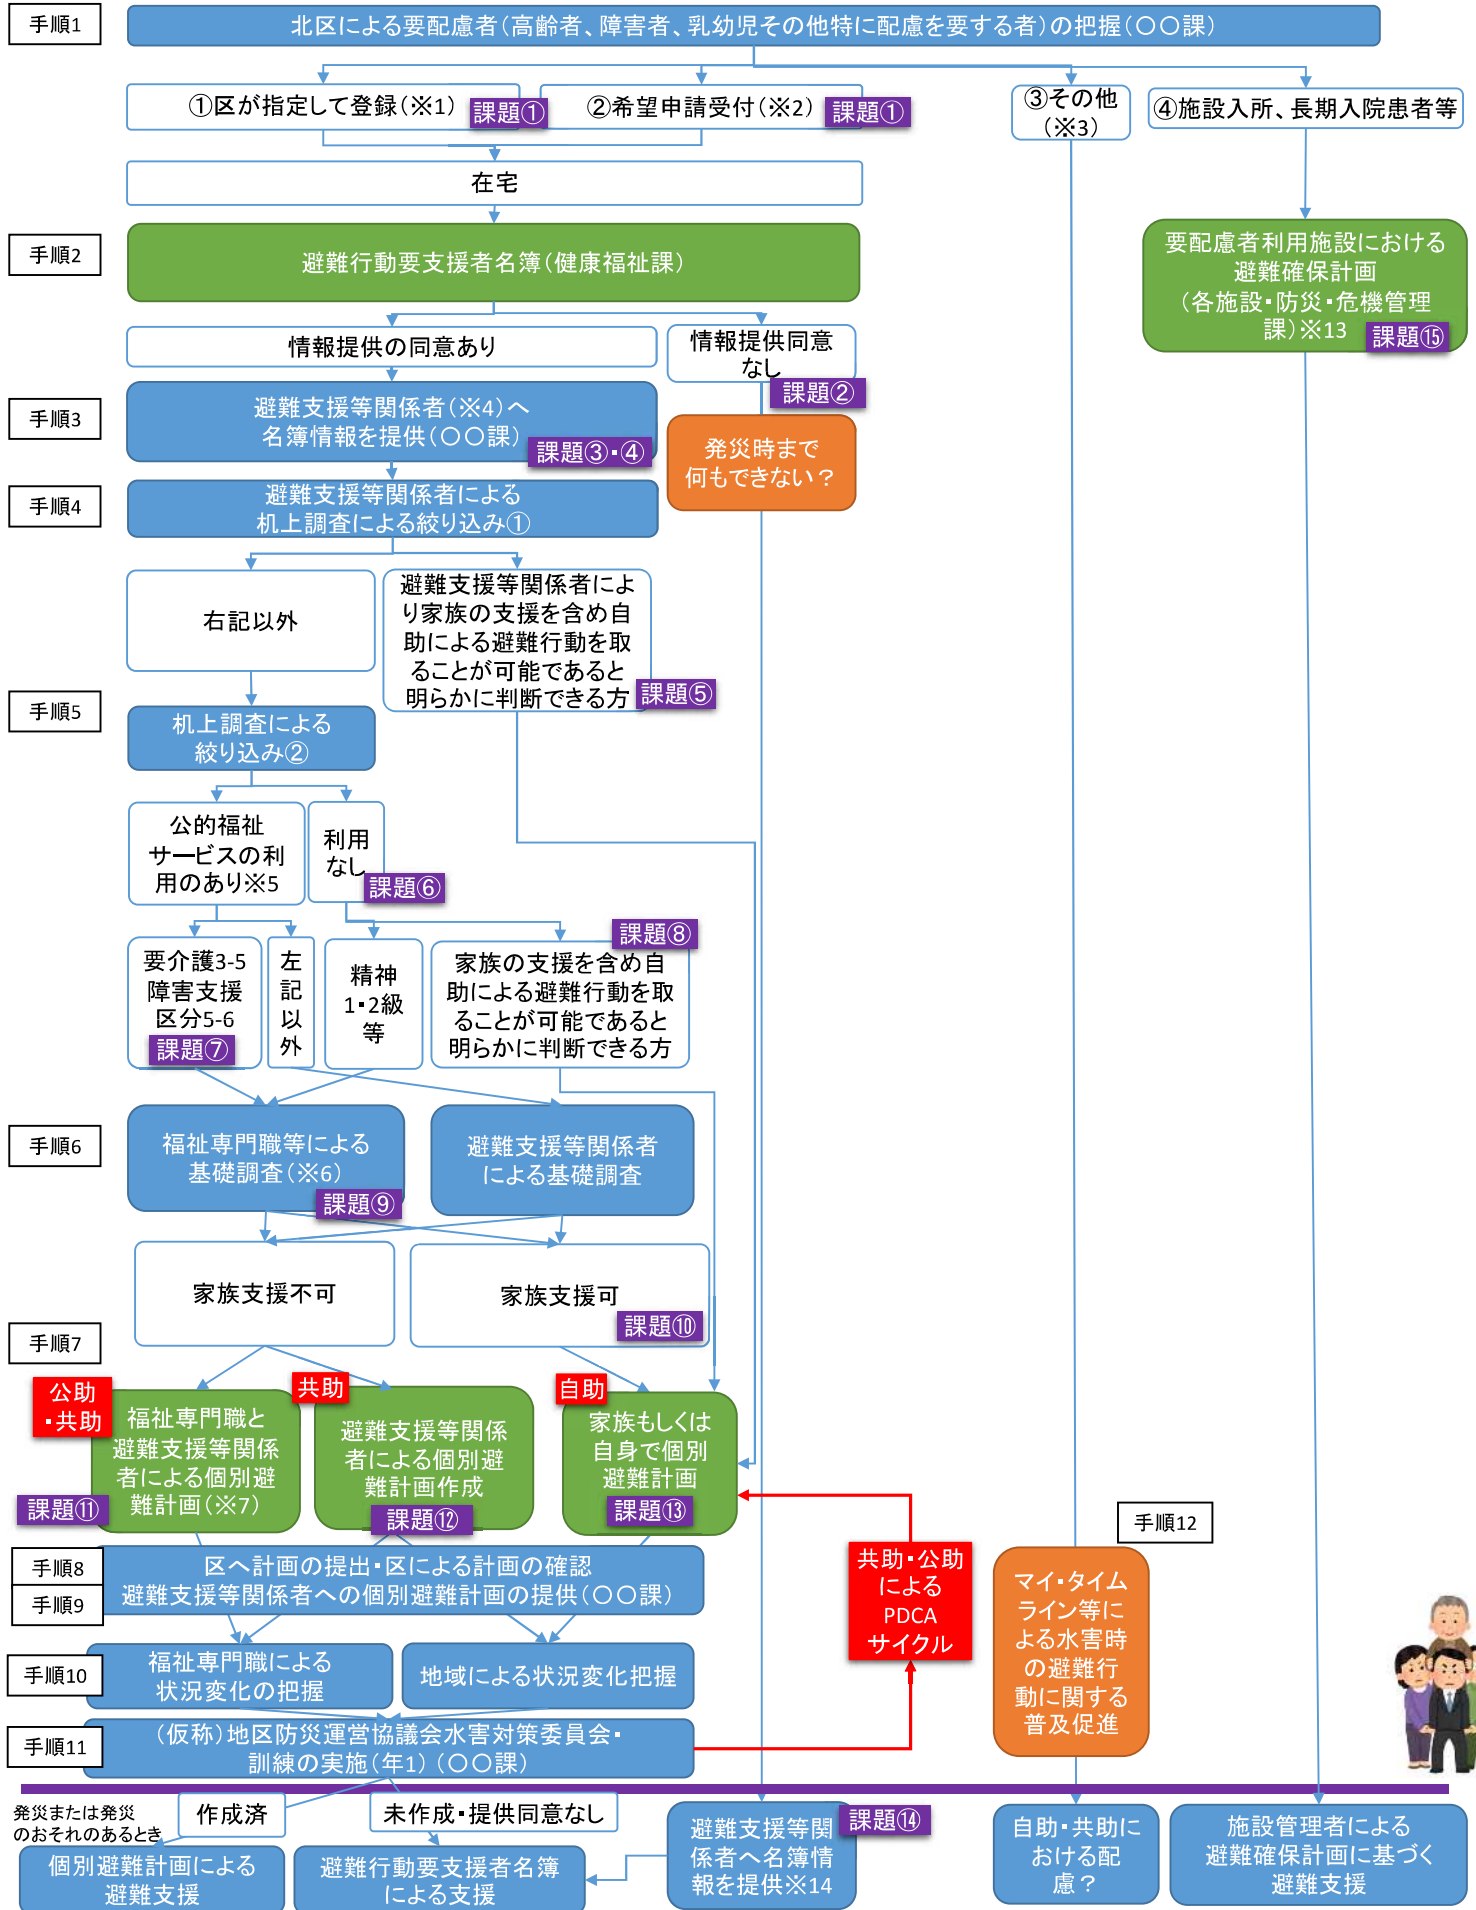 手順1
北区による要配慮者(高齢者、障害者、乳幼児その他特に配慮を要する者)の把握(〇〇課)
①区が指定して登録(※1)
課題①
②希望申請受付(※2)
課題①
③その他
(※3)
④施設入所、長期入院患者等
在宅
手順2
避難行動要支援者名簿(健康福祉課)
要配慮者利用施設における
避難確保計画
(各施設・防災・危機管理
課)※13
課題⑮
情報提供の同意あり
情報提供同意
なし
課題②
手順3
避難支援等関係者(※4)へ
名簿情報を提供(〇〇課)
課題③・④
発災時まで
何もできない?
手順4
避難支援等関係者による
机上調査による絞り込み①
右記以外
避難支援等関係者によ
り家族の支援を含め自
助による避難行動を取
ることが可能であると
明らかに判断できる方
課題⑤
手順5
机上調査による
絞り込み②
公的福祉
サービスの利
用のあり※5
利用
なし
課題⑥
要介護3-5
障害支援
区分5-6
課題⑦
左
記
以
外
精神
1・2級
等
課題⑧
家族の支援を含め自
助による避難行動を取
ることが可能であると
明らかに判断できる方
手順6
福祉専門職等による
基礎調査(※6)
課題⑨
避難支援等関係者
による基礎調査
家族支援不可
家族支援可
課題⑩
手順7
公助
・共助
福祉専門職と
避難支援等関係
者による個別避
難計画(※7)
課題⑪
共助
避難支援等関係
者による個別避
難計画作成
課題⑫
自助
家族もしくは
自身で個別
避難計画
課題⑬
手順8
手順9
区へ計画の提出・区による計画の確認
避難支援等関係者への個別避難計画の提供(〇〇課)
共助・公助
による
PDCA
サイクル
手順12
マイ・タイム
ライン等に
よる水害時
の避難行
動に関する
普及促進
手順10
福祉専門職による
状況変化の把握
地域による状況変化把握
手順11
(仮称)地区防災運営協議会水害対策委員会・
訓練の実施(年1)(〇〇課)
発災または発災
のおそれのあるとき
作成済
未作成・提供同意なし
個別避難計画による
避難支援
避難行動要支援者名簿
による支援
避難支援等関
係者へ名簿情
報を提供※14
課題⑭
自助・共助に
おける配
慮?
施設管理者による
避難確保計画に基づく
避難支援